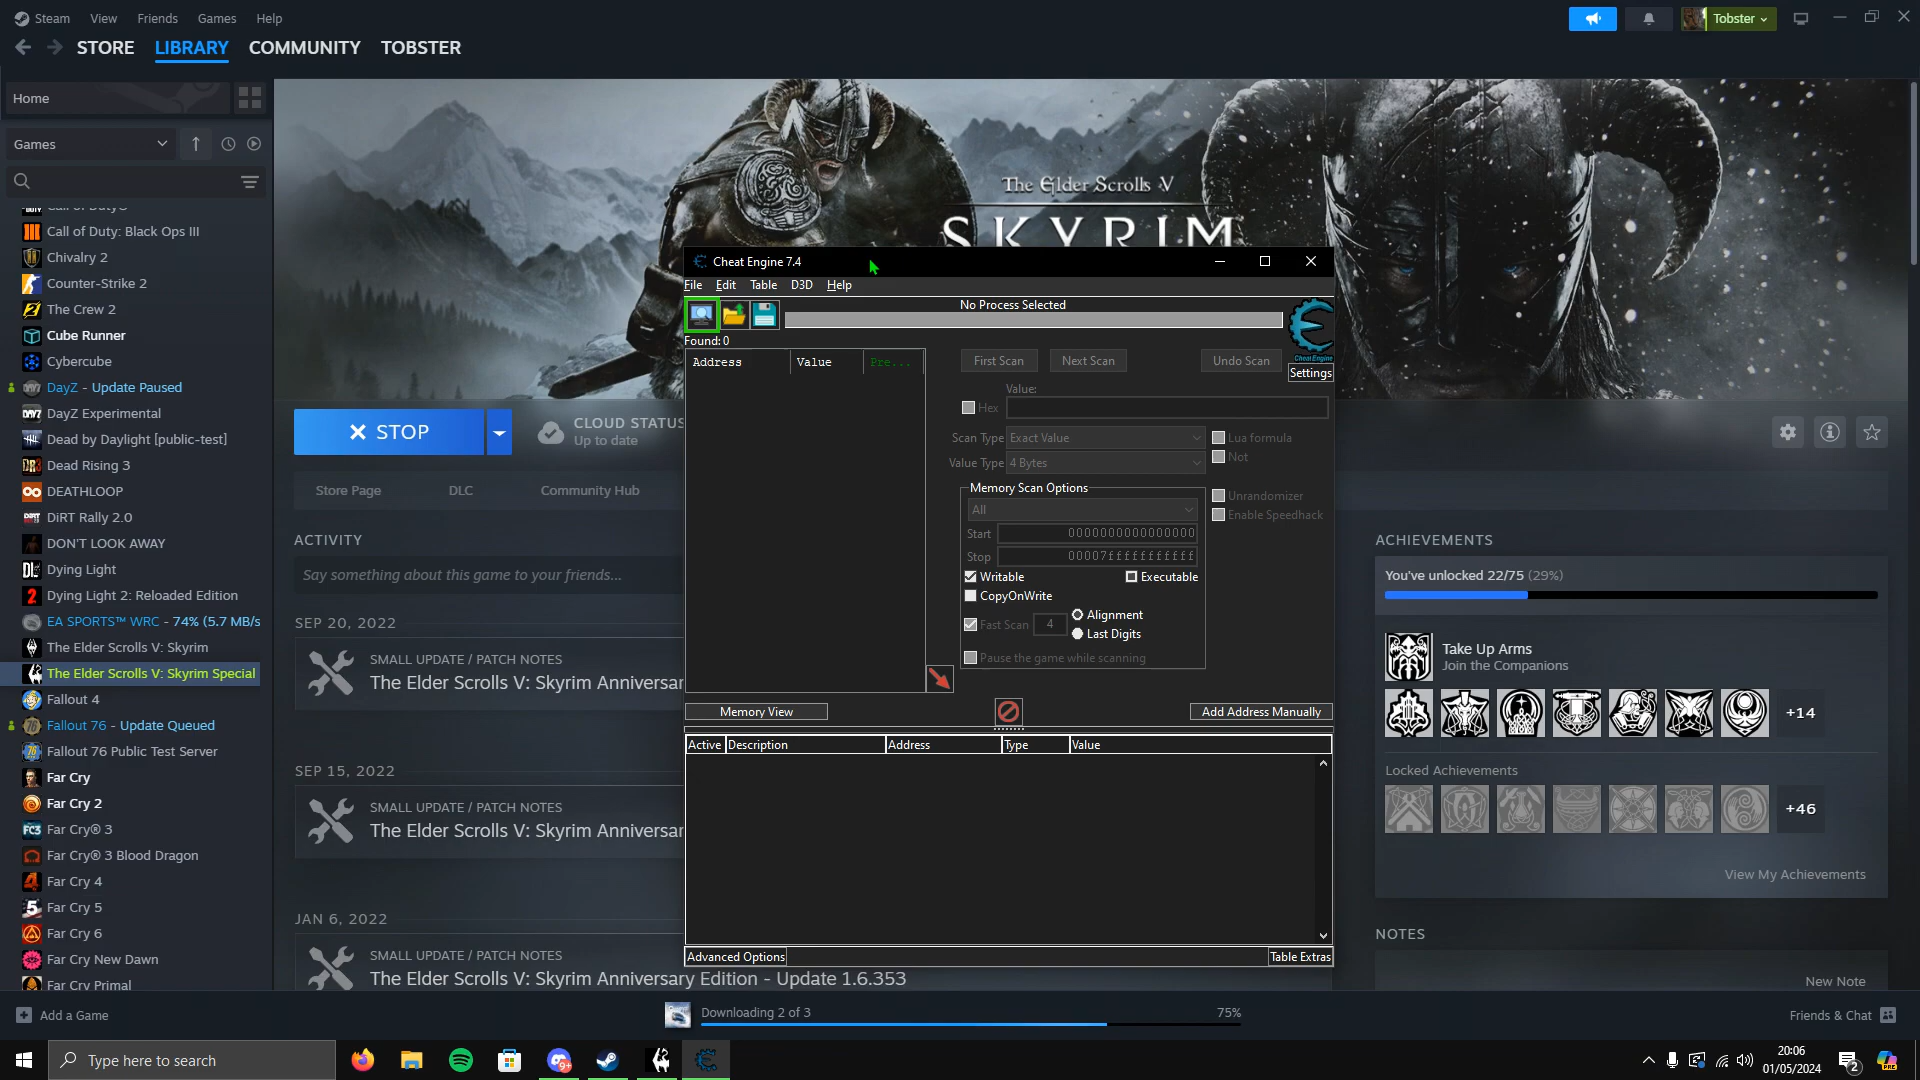 Steam View Friends Games Help
Tobster
STORE LIBRARY COMMUNITY TOBSTER
Home
Games
Call of Duty®
Call of Duty: Black Ops III
Chivalry 2
Counter-Strike 2
The Crew 2
Cube Runner
Cybercube
DayZ - Update Paused
DayZ Experimental
Dead by Daylight [public-test]
Dead Rising 3
DEATHLOOP
DiRT Rally 2.0
DON'T LOOK AWAY
Dying Light
Dying Light 2: Reloaded Edition
EA SPORTS™ WRC - 74% (5.7 MB/s
The Elder Scrolls V: Skyrim
The Elder Scrolls V: Skyrim Special
Fallout 4
Fallout 76 - Update Queued
Fallout 76 Public Test Server
Far Cry
Far Cry 2
Far Cry® 3
Far Cry® 3 Blood Dragon
Far Cry 4
Far Cry 5
Far Cry 6
Far Cry New Dawn
Far Cry Primal
Add a Game
The Elder Scrolls V
SKYRIM
STOP
CLOUD STATUS
Up to date
Store Page DLC Community Hub
ACTIVITY
Say something about this game to your friends...
SEP 20, 2022
SMALL UPDATE / PATCH NOTES
The Elder Scrolls V: Skyrim Anniversar
SEP 15, 2022
SMALL UPDATE / PATCH NOTES
The Elder Scrolls V: Skyrim Anniversar
JAN 6, 2022
SMALL UPDATE / PATCH NOTES
The Elder Scrolls V: Skyrim Anniversary Edition - Update 1.6.353
Cheat Engine 7.4
File Edit Table D3D Help
No Process Selected
Cheat Engine
Settings
Found: 0
Address Value Pre...
First Scan Next Scan Undo Scan
Value:
Hex
Scan Type Exact Value
Lua formula
Not
Value Type 4 Bytes
Memory Scan Options
All
Unrandomizer
Enable Speedhack
Start 0000000000000000
Stop 00007fffffffffff
Writable Executable
CopyOnWrite
Fast Scan 4 Alignment
Last Digits
Pause the game while scanning
Memory View Add Address Manually
Active Description Address Type Value
Advanced Options Table Extras
ACHIEVEMENTS
You've unlocked 22/75 (29%)
Take Up Arms
Join the Companions
+14
Locked Achievements
+46
View My Achievements
NOTES
New Note
Downloading 2 of 3 75%
Friends & Chat
Type here to search
9+
20:06
01/05/2024
2
PRE